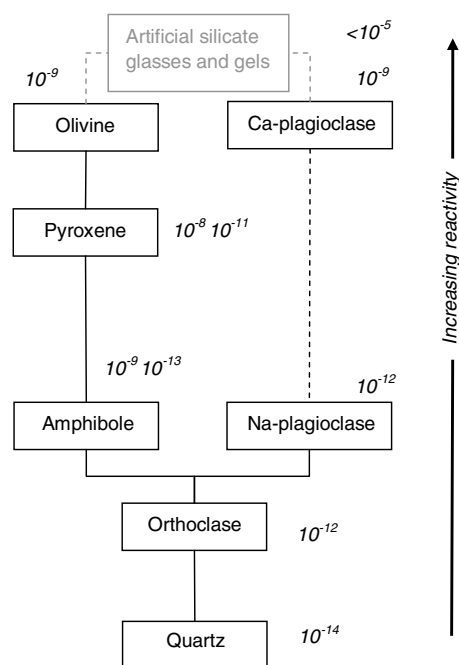 Artificial silicate
glasses and gels
<10⁻⁵
10⁻⁹
10⁻⁹
Olivine
Ca-plagioclase
Pyroxene
10⁻⁸ 10⁻¹¹
10⁻⁹ 10⁻¹³
10⁻¹²
Amphibole
Na-plagioclase
Orthoclase
10⁻¹²
Quartz
10⁻¹⁴
Increasing reactivity